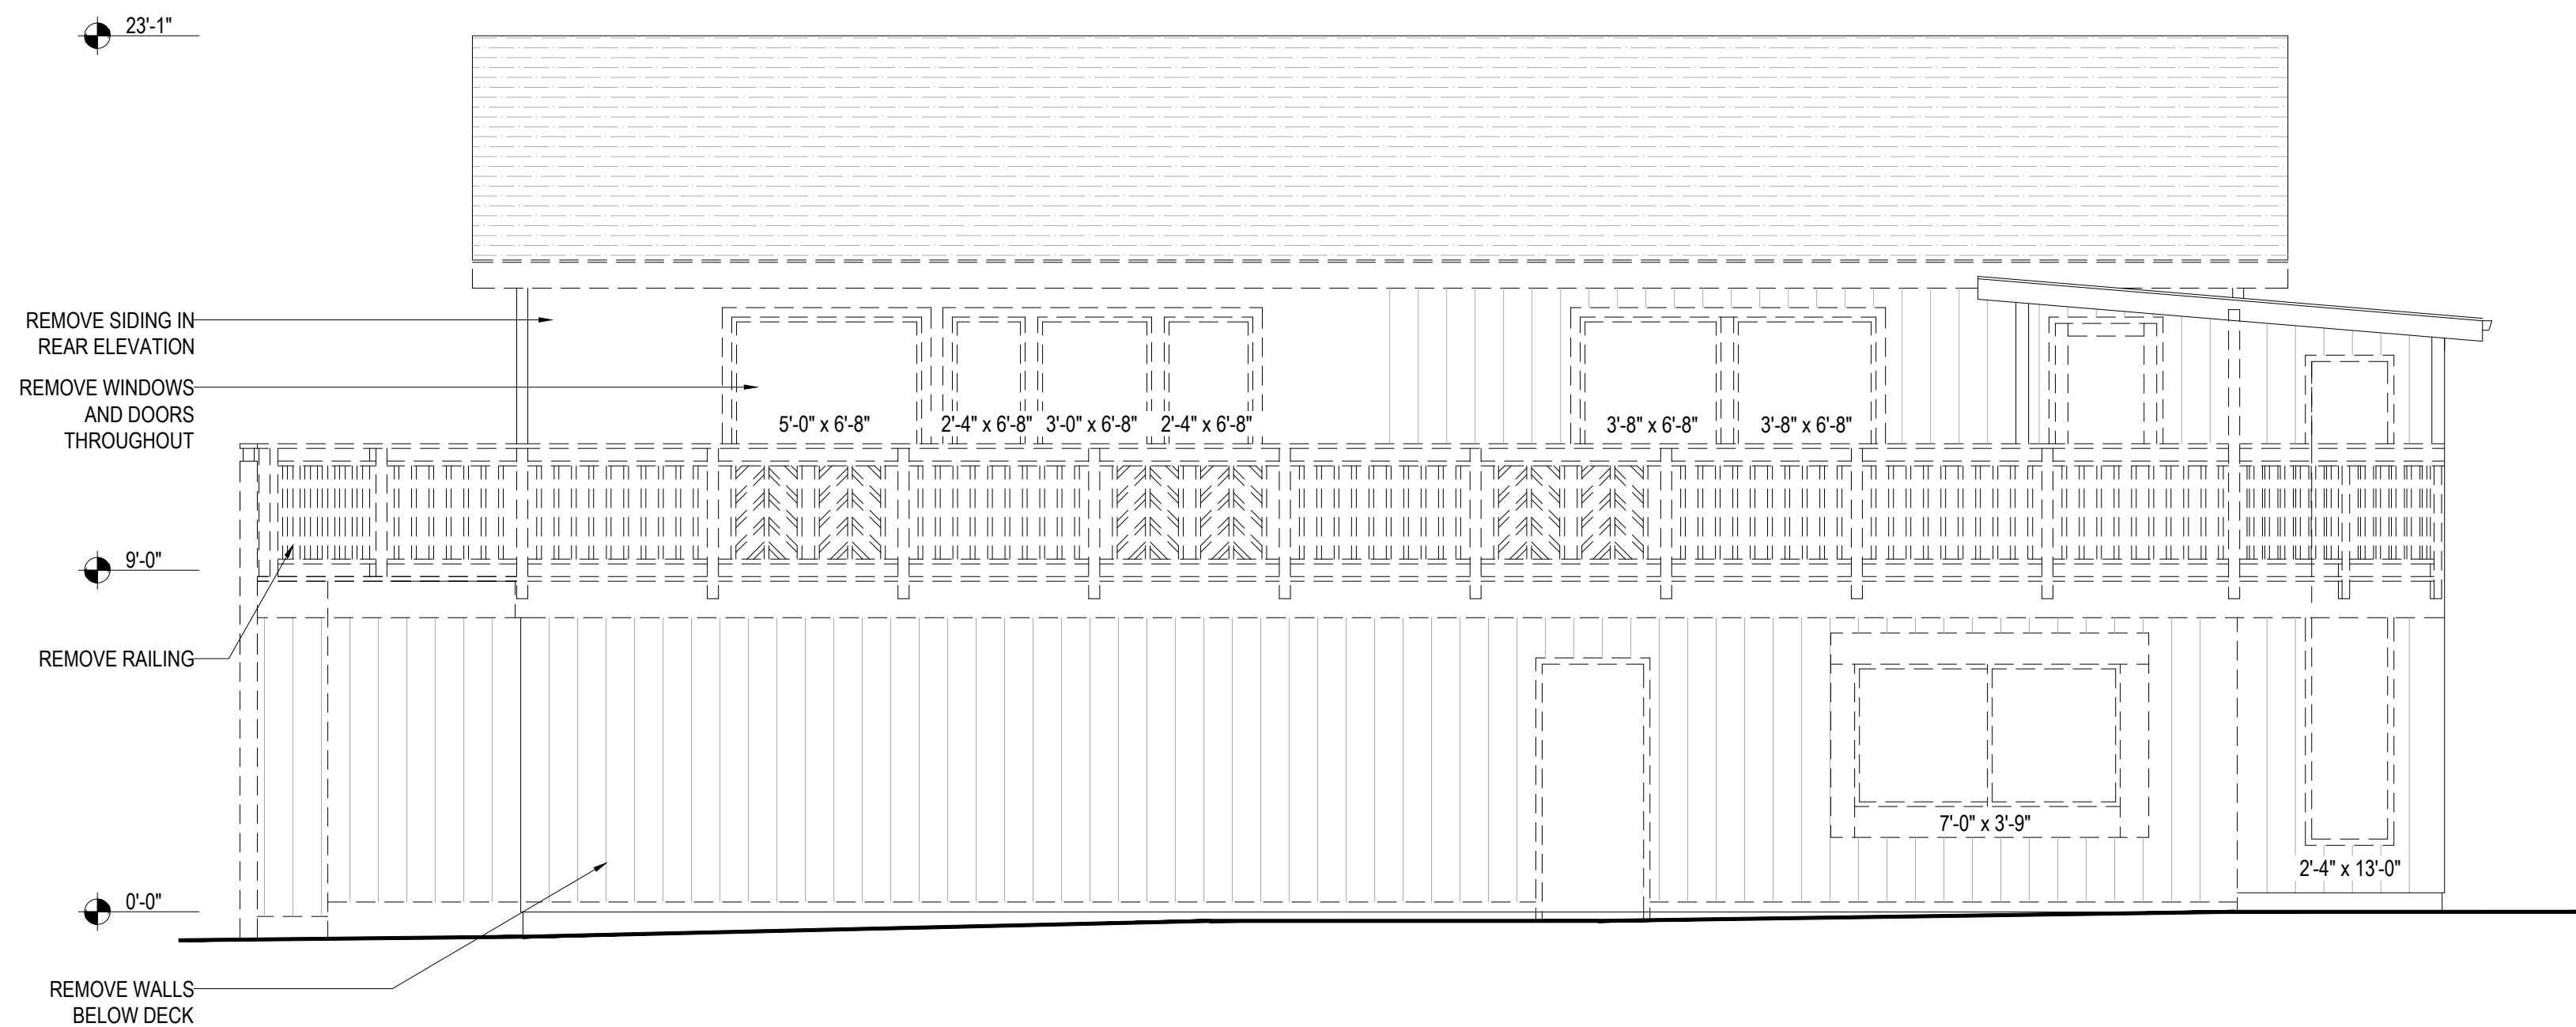 23'-1"
REMOVE SIDING IN
REAR ELEVATION
REMOVE WINDOWS
AND DOORS
THROUGHOUT
5'-0" x 6'-8"
2'-4" x 6'-8"
3'-0" x 6'-8"
2'-4" x 6'-8"
3'-8" x 6'-8"
3'-8" x 6'-8"
9'-0"
REMOVE RAILING
7'-0" x 3'-9"
2'-4" x 13'-0"
0'-0"
REMOVE WALLS
BELOW DECK